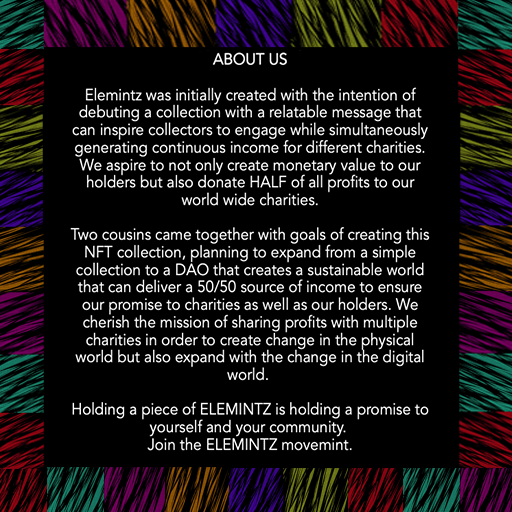 ABOUT US
Elemintz was initially created with the intention of
debuting a collection with a relatable message that
can inspire collectors to engage while simultaneously
generating continuous income for different charities.
We aspire to not only create monetary value to our
holders but also donate HALF of all profits to our
world wide charities.
Two cousins came together with goals of creating this
NFT collection, planning to expand from a simple
collection to a DAO that creates a sustainable world
that can deliver a 50/50 source of income to ensure
our promise to charities as well as our holders. We
cherish the mission of sharing profits with multiple
charities in order to create change in the physical
world but also expand with the change in the digital
world.
Holding a piece of ELEMINTZ is holding a promise to
yourself and your community.
Join the ELEMINTZ movemint.